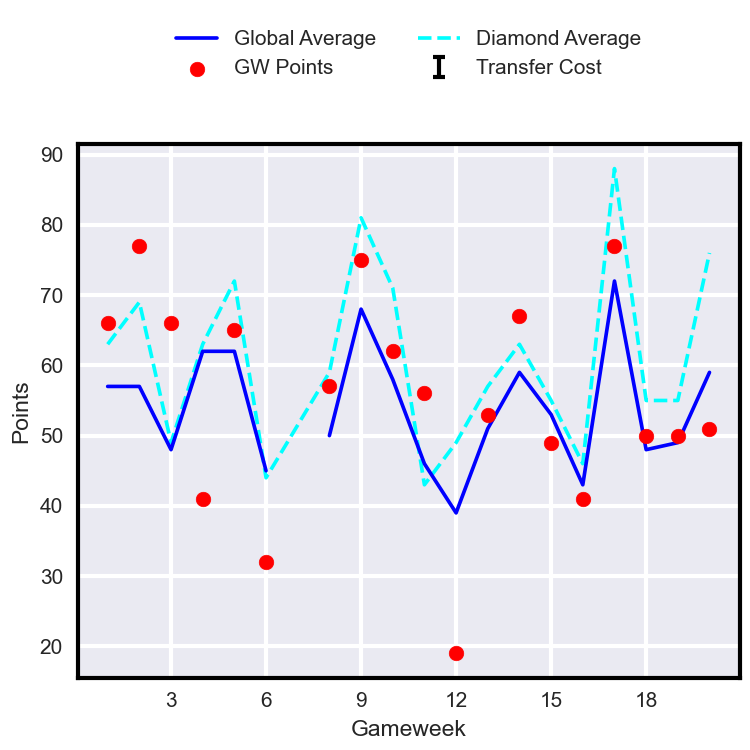 Global Average
Diamond Average
GW Points
Transfer Cost
90
80
70
60
50
40
30
20
Points
3 6 9 12 15 18
Gameweek